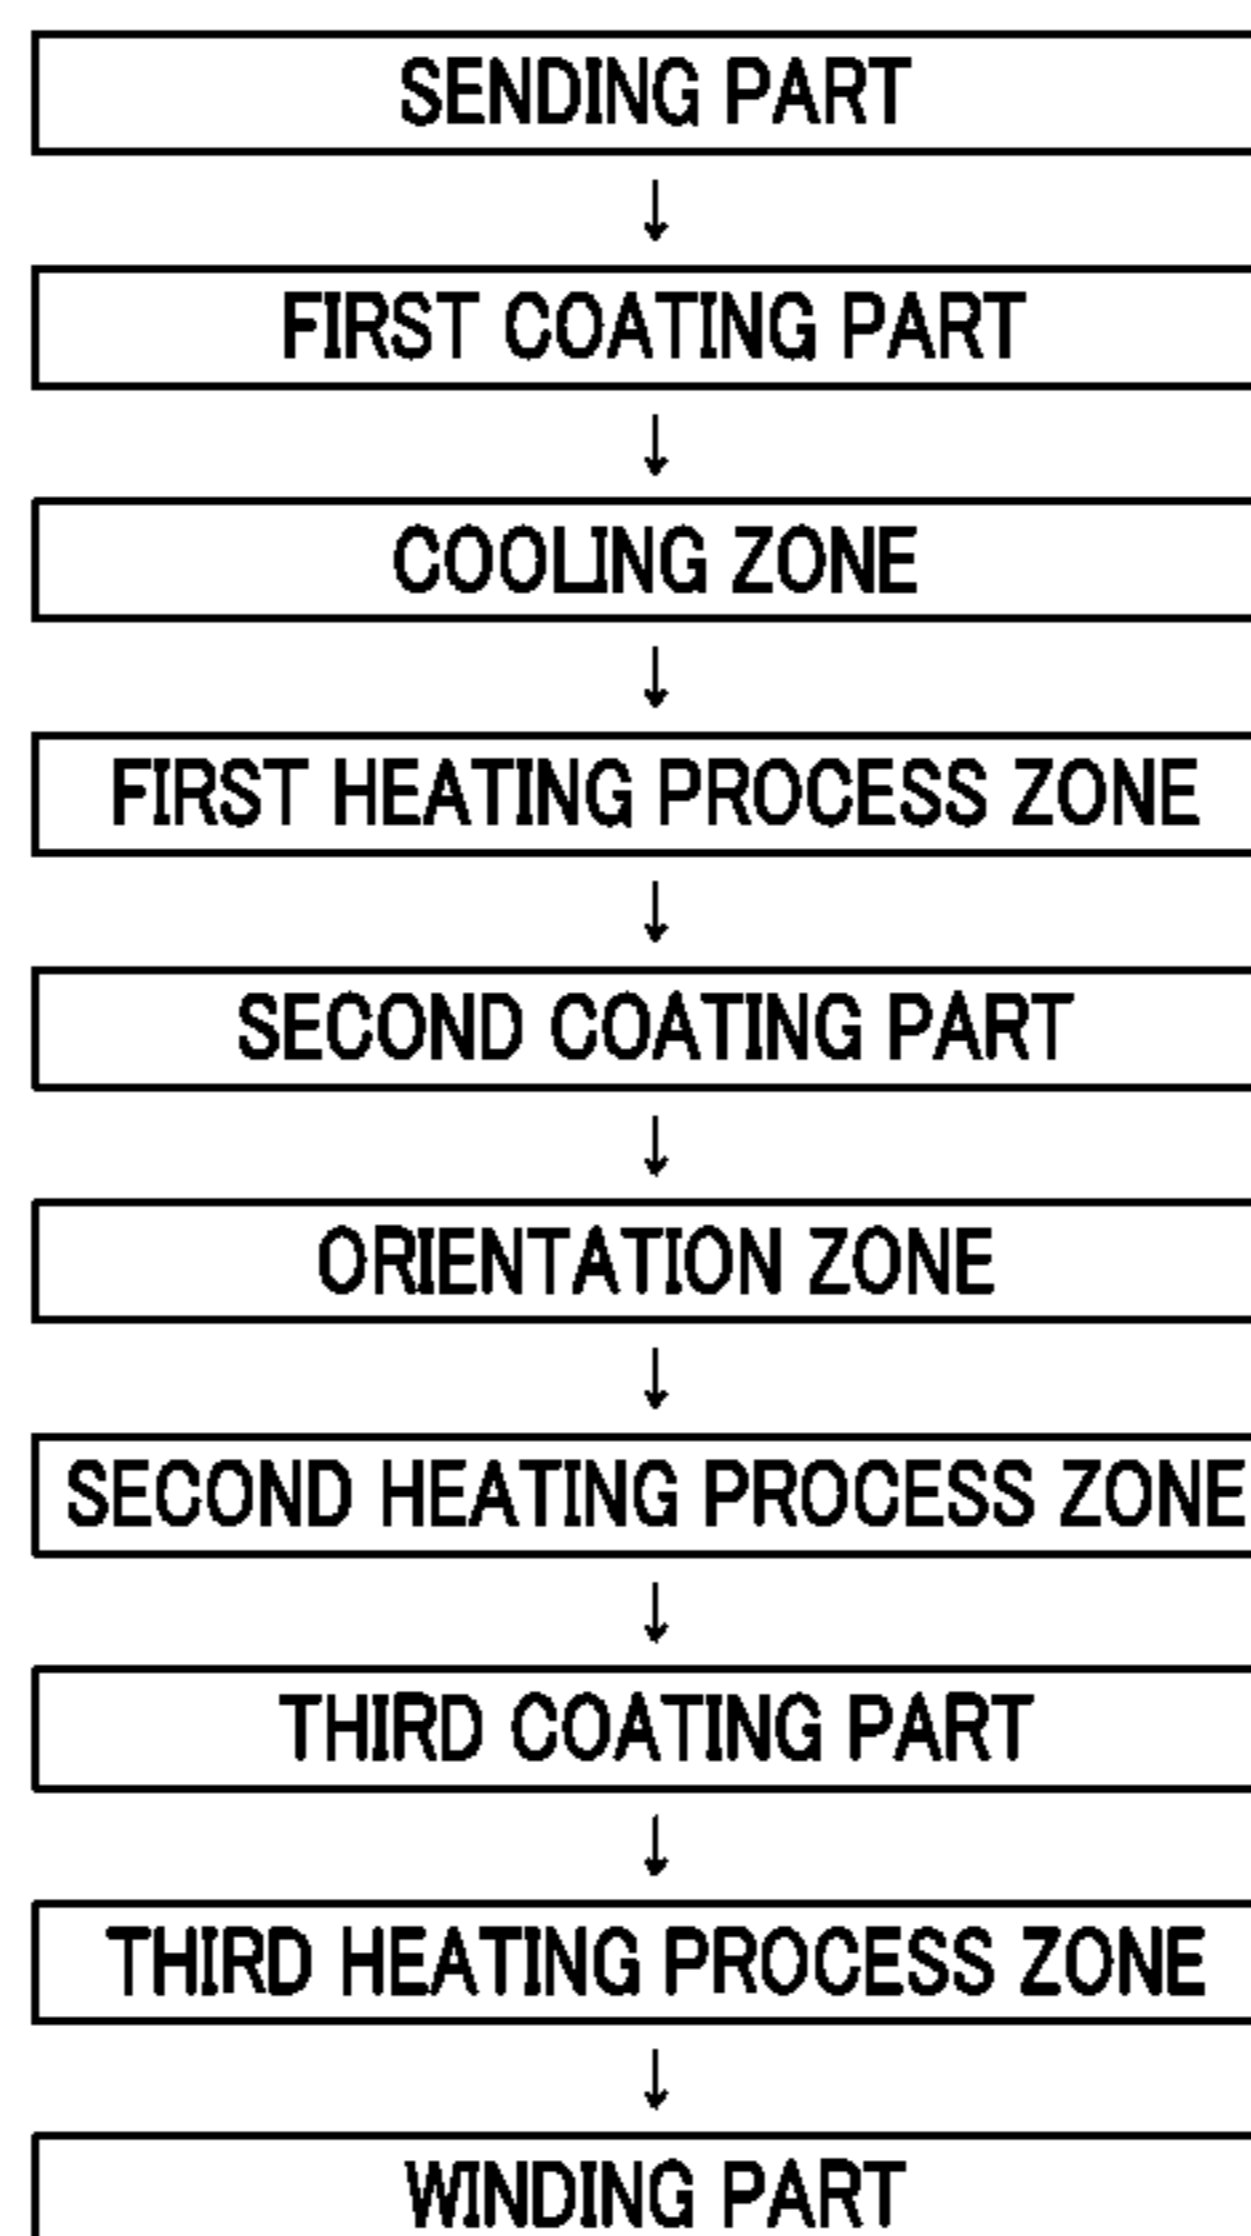 SENDING PART
FIRST COATING PART
COOLING ZONE
FIRST HEATING PROCESS ZONE
SECOND COATING PART
ORIENTATION ZONE
SECOND HEATING PROCESS ZONE
THIRD COATING PART
THIRD HEATING PROCESS ZONE
WINDING PART